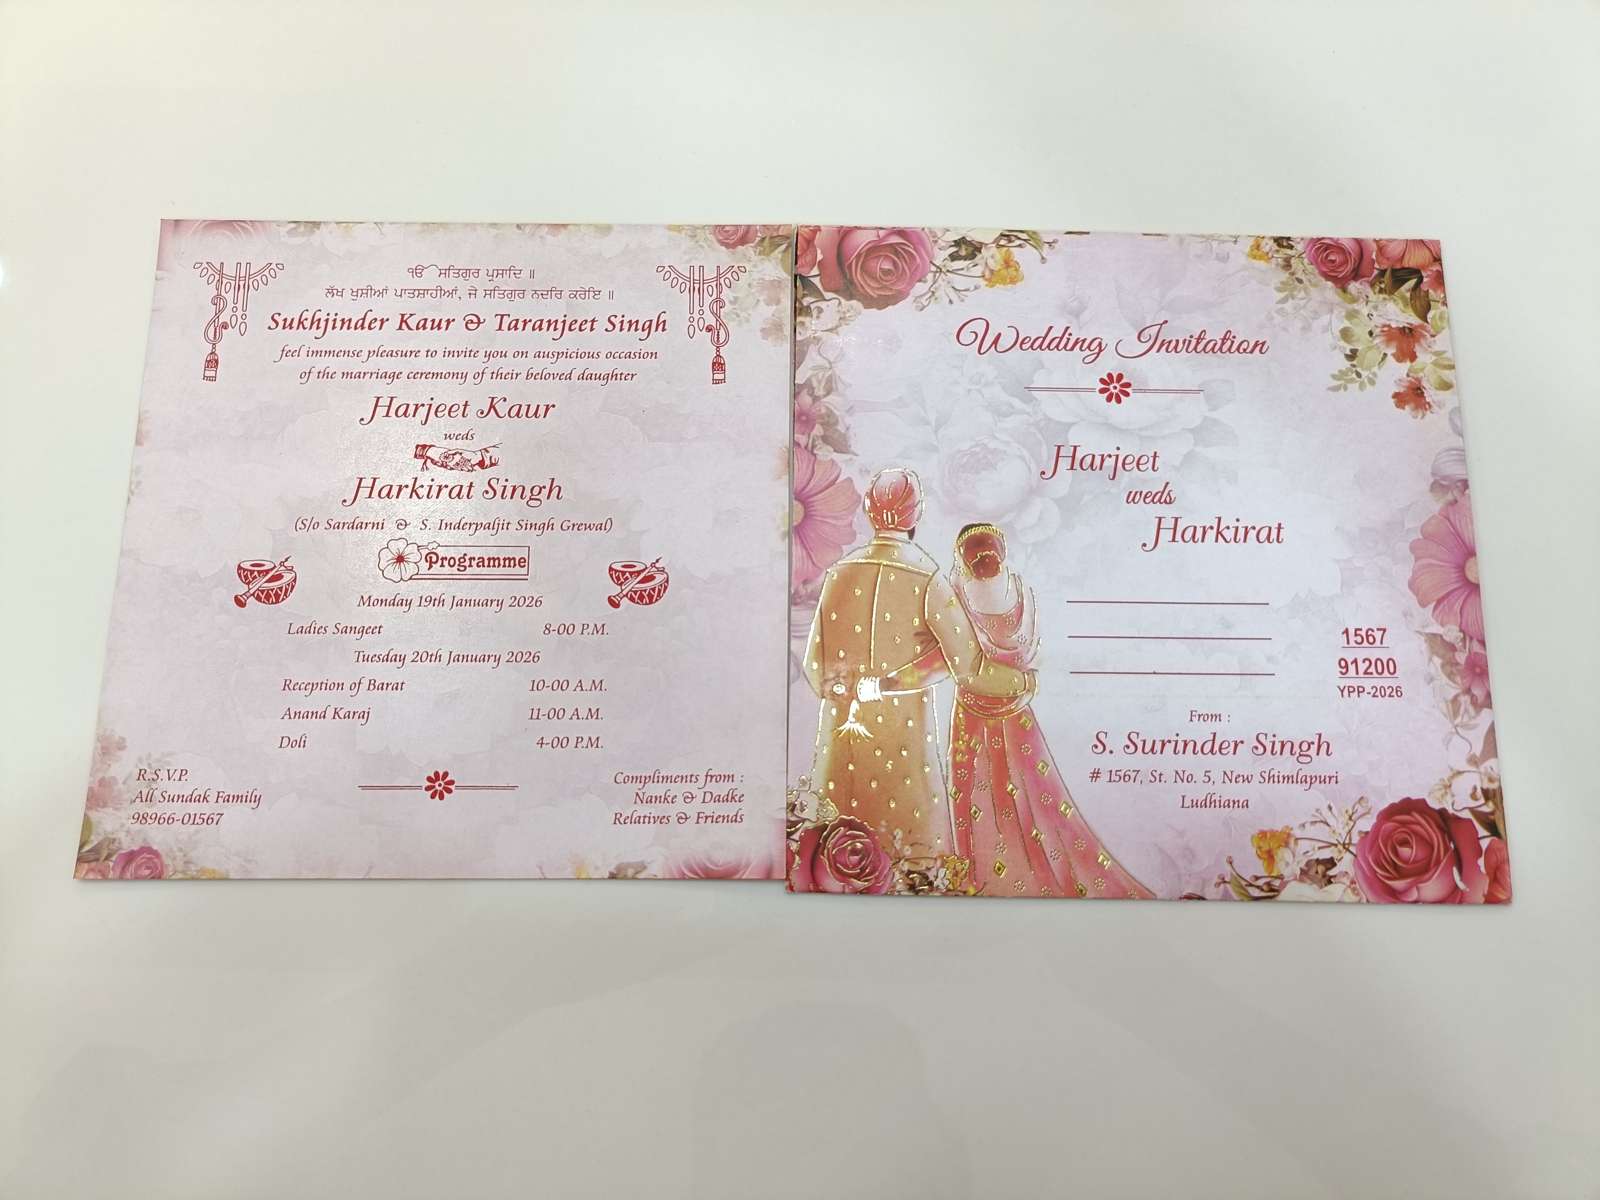 ੴ ਸਤਿਗੁਰ ਪ੍ਰਸਾਦਿ ॥
ਲੱਖ ਖੁਸ਼ੀਆਂ ਪਾਤਸ਼ਾਹੀਆਂ, ਜੇ ਸਤਿਗੁਰ ਨਦਰਿ ਕਰੇਇ ॥
Sukhjinder Kaur & Taranjeet Singh
feel immense pleasure to invite you on auspicious occasion
of the marriage ceremony of their beloved daughter
Harjeet Kaur
weds
Harkirat Singh
(S/o Sardarni & S. Inderpaljit Singh Grewal)
Programme
Monday 19th January 2026
Ladies Sangeet 8-00 P.M.
Tuesday 20th January 2026
Reception of Barat 10-00 A.M.
Anand Karaj 11-00 A.M.
Doli 4-00 P.M.
R.S.V.P.
All Sundak Family
98966-01567
Compliments from :
Nanke & Dadke
Relatives & Friends
Wedding Invitation
Harjeet
weds
Harkirat
1567
91200
YPP-2026
From :
S. Surinder Singh
# 1567, St. No. 5, New Shimlapuri
Ludhiana